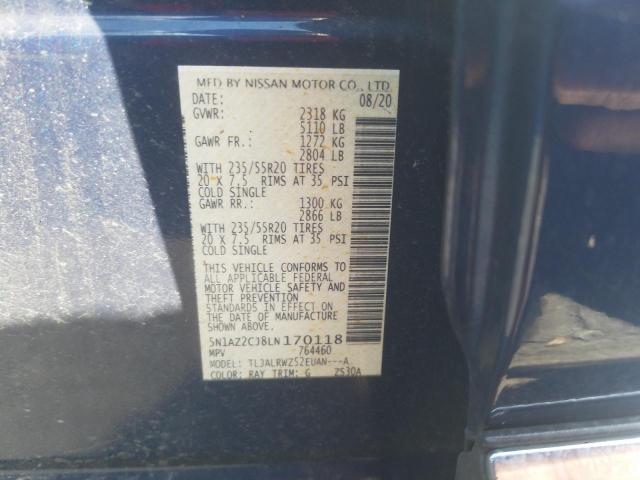 MFD BY NISSAN MOTOR CO., LTD.
DATE: 08/20
GVWR: 2318 KG
5110 LB
GAWR FR.: 1272 KG
2804 LB
WITH 235/55R20 TIRES
20 X 7.5 RIMS AT 35 PSI
COLD SINGLE
GAWR RR.: 1300 KG
2866 LB
WITH 235/55R20 TIRES
20 X 7.5 RIMS AT 35 PSI
COLD SINGLE
THIS VEHICLE CONFORMS TO
ALL APPLICABLE FEDERAL
MOTOR VEHICLE SAFETY AND
THEFT PREVENTION
STANDARDS IN EFFECT ON
THE DATE OF MANUFACTURE
SHOWN ABOVE.
5N1AZ2CJ8LN170118
MPV 764460
MODEL: TL3ALRWZ52EUAN---A
COLOR: RAY TRIM: G Z530A